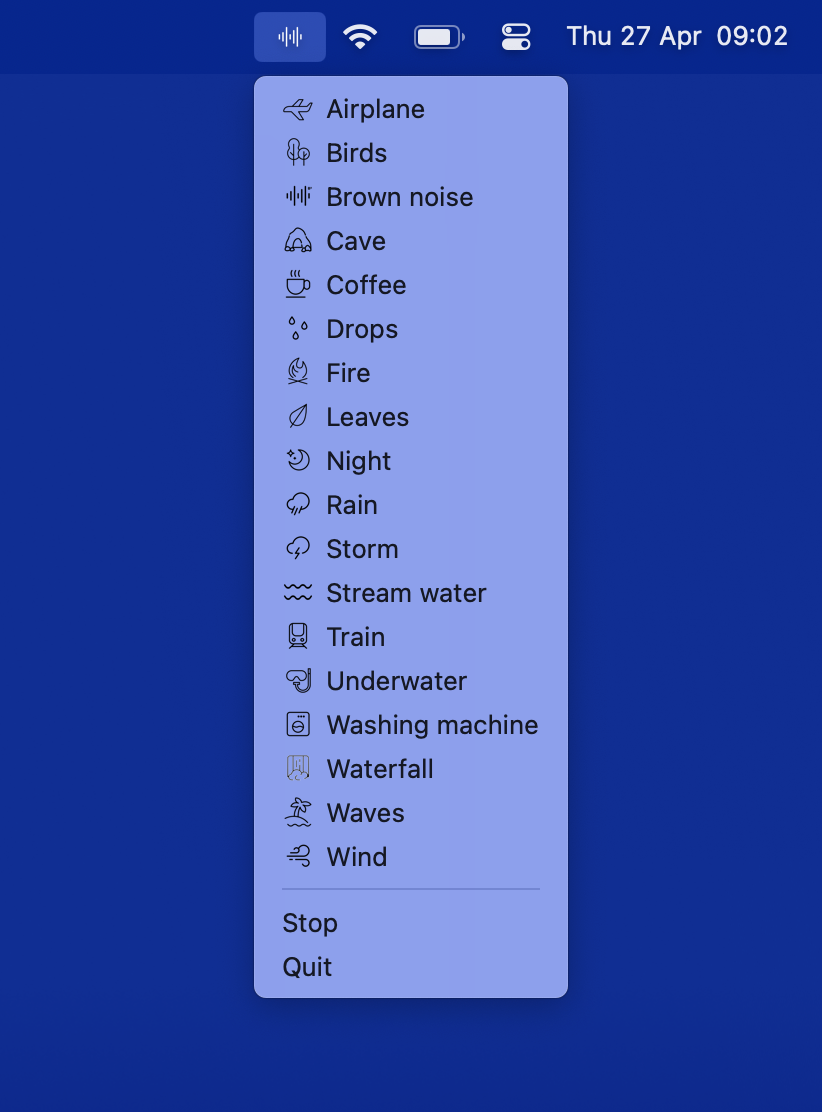 Thu 27 Apr 09:02
Airplane
Birds
Brown noise
Cave
Coffee
Drops
Fire
Leaves
Night
Rain
Storm
Stream water
Train
Underwater
Washing machine
Waterfall
Waves
Wind
Stop
Quit